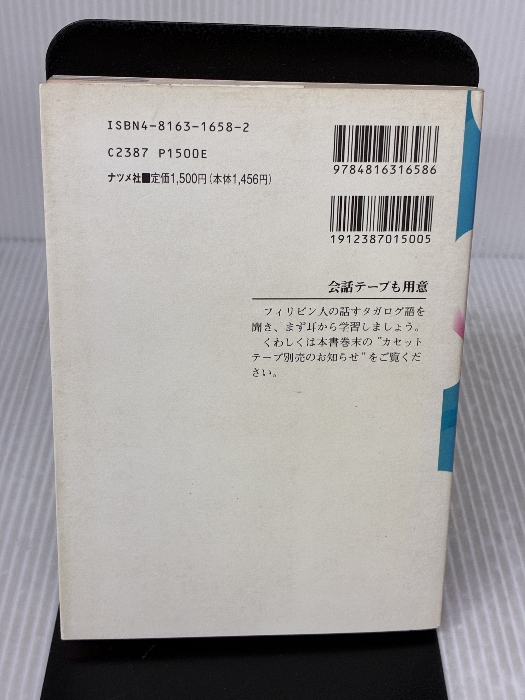 ISBN4-8163-1658-2
C2387 P1500E
ナツメ社■定価1,500円(本体1,456円)
9784816316586
1912387015005
会話テープも用意
フィリピン人の話すタガログ語を
聞き、まず耳から学習しましょう。
くわしくは本書巻末の"カセット
テープ別売のお知らせ"をご覧くだ
さい。